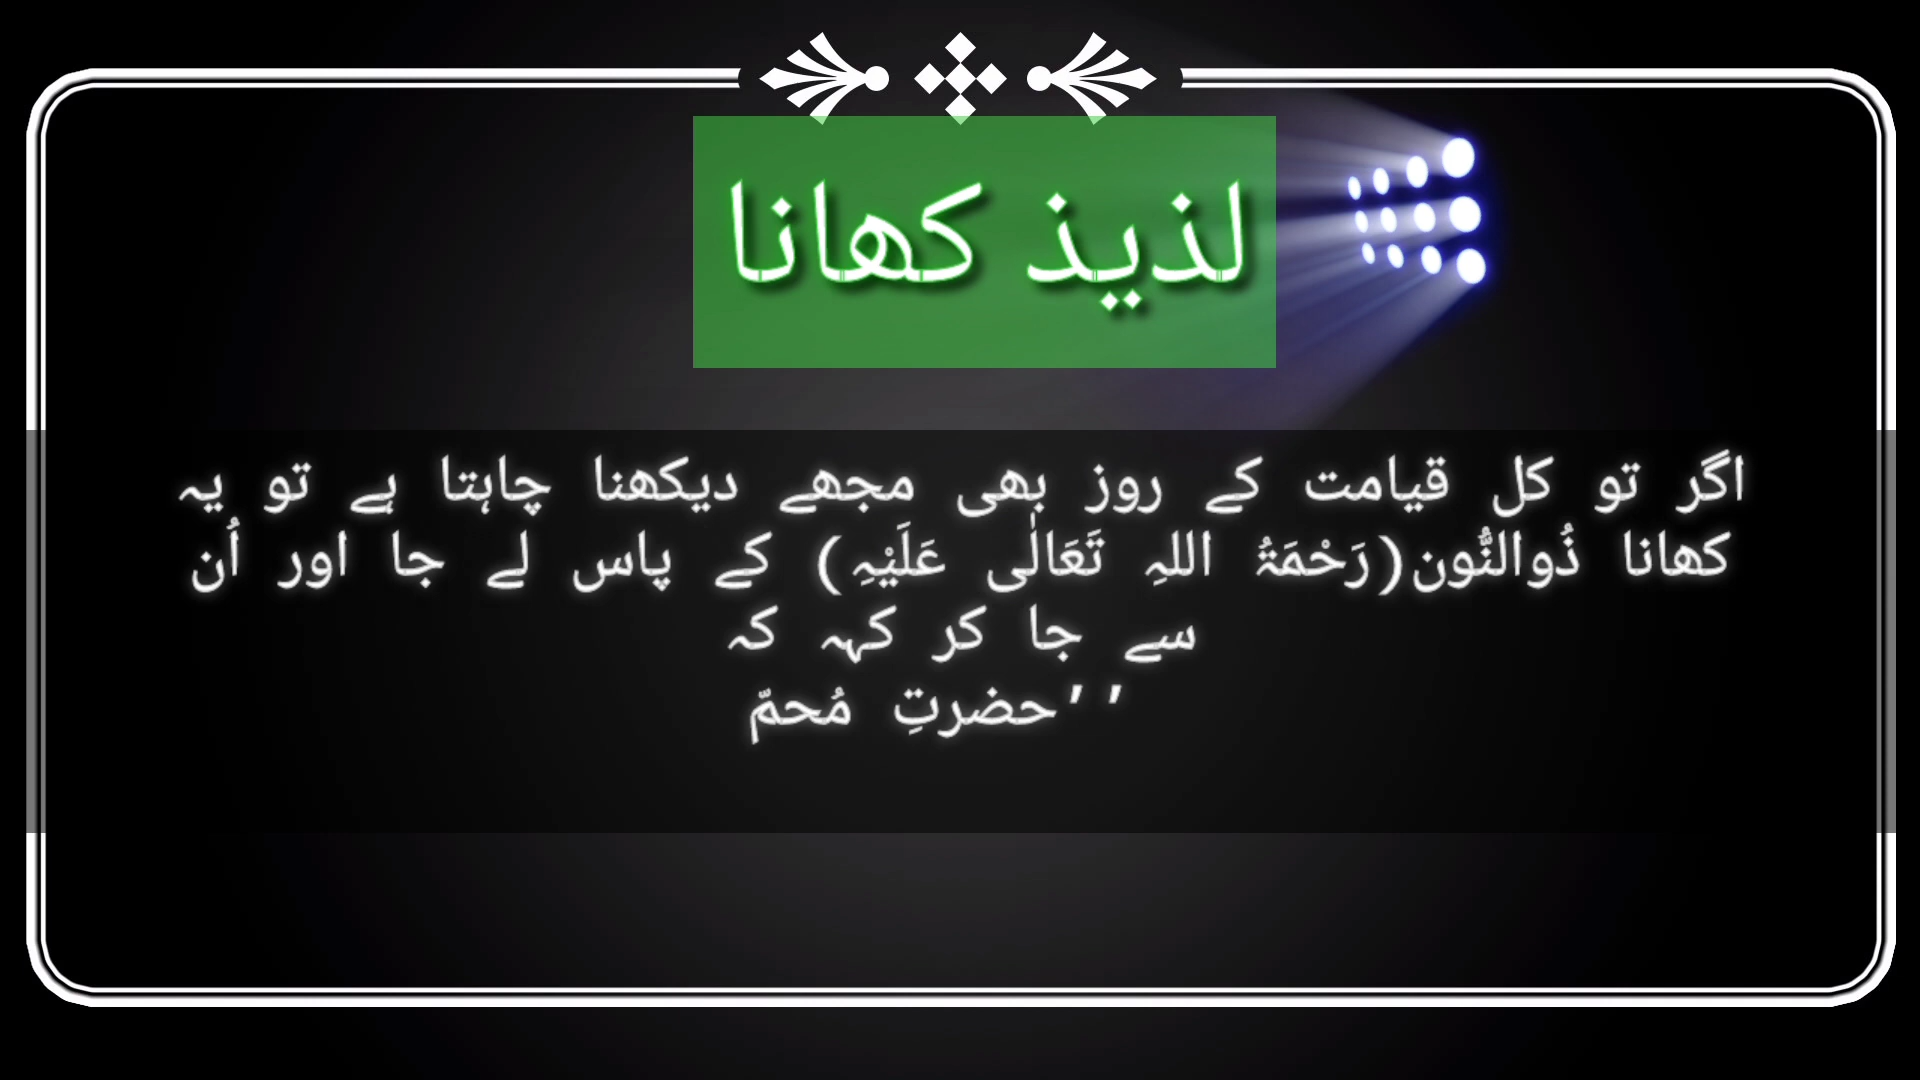 لذیذ کھانا
اگر تو کل قیامت کے روز بھی مجھے دیکھنا چاہتا ہے تو یہ
کھانا ذُوالنُّون(رَحْمَۃُ اللہِ تَعَالٰی عَلَیْہِ) کے پاس لے جا اور اُن
سے جا کر کہہ کہ
’’حضرتِ مُحمّ